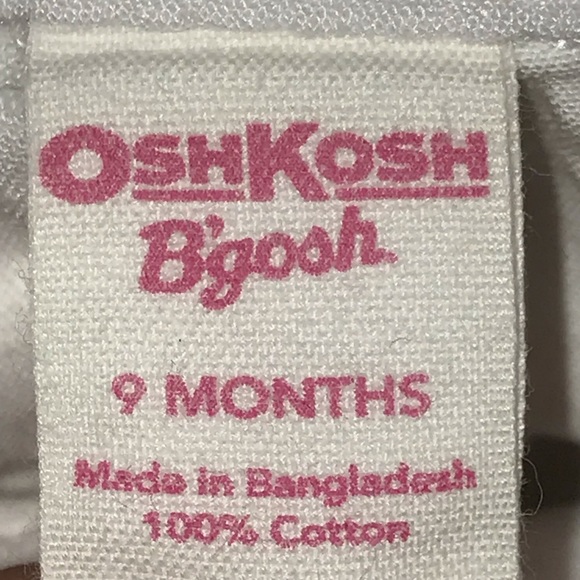 OSHKOSH
B'gosh
9 MONTHS
Made in Bangladesh
100% Cotton